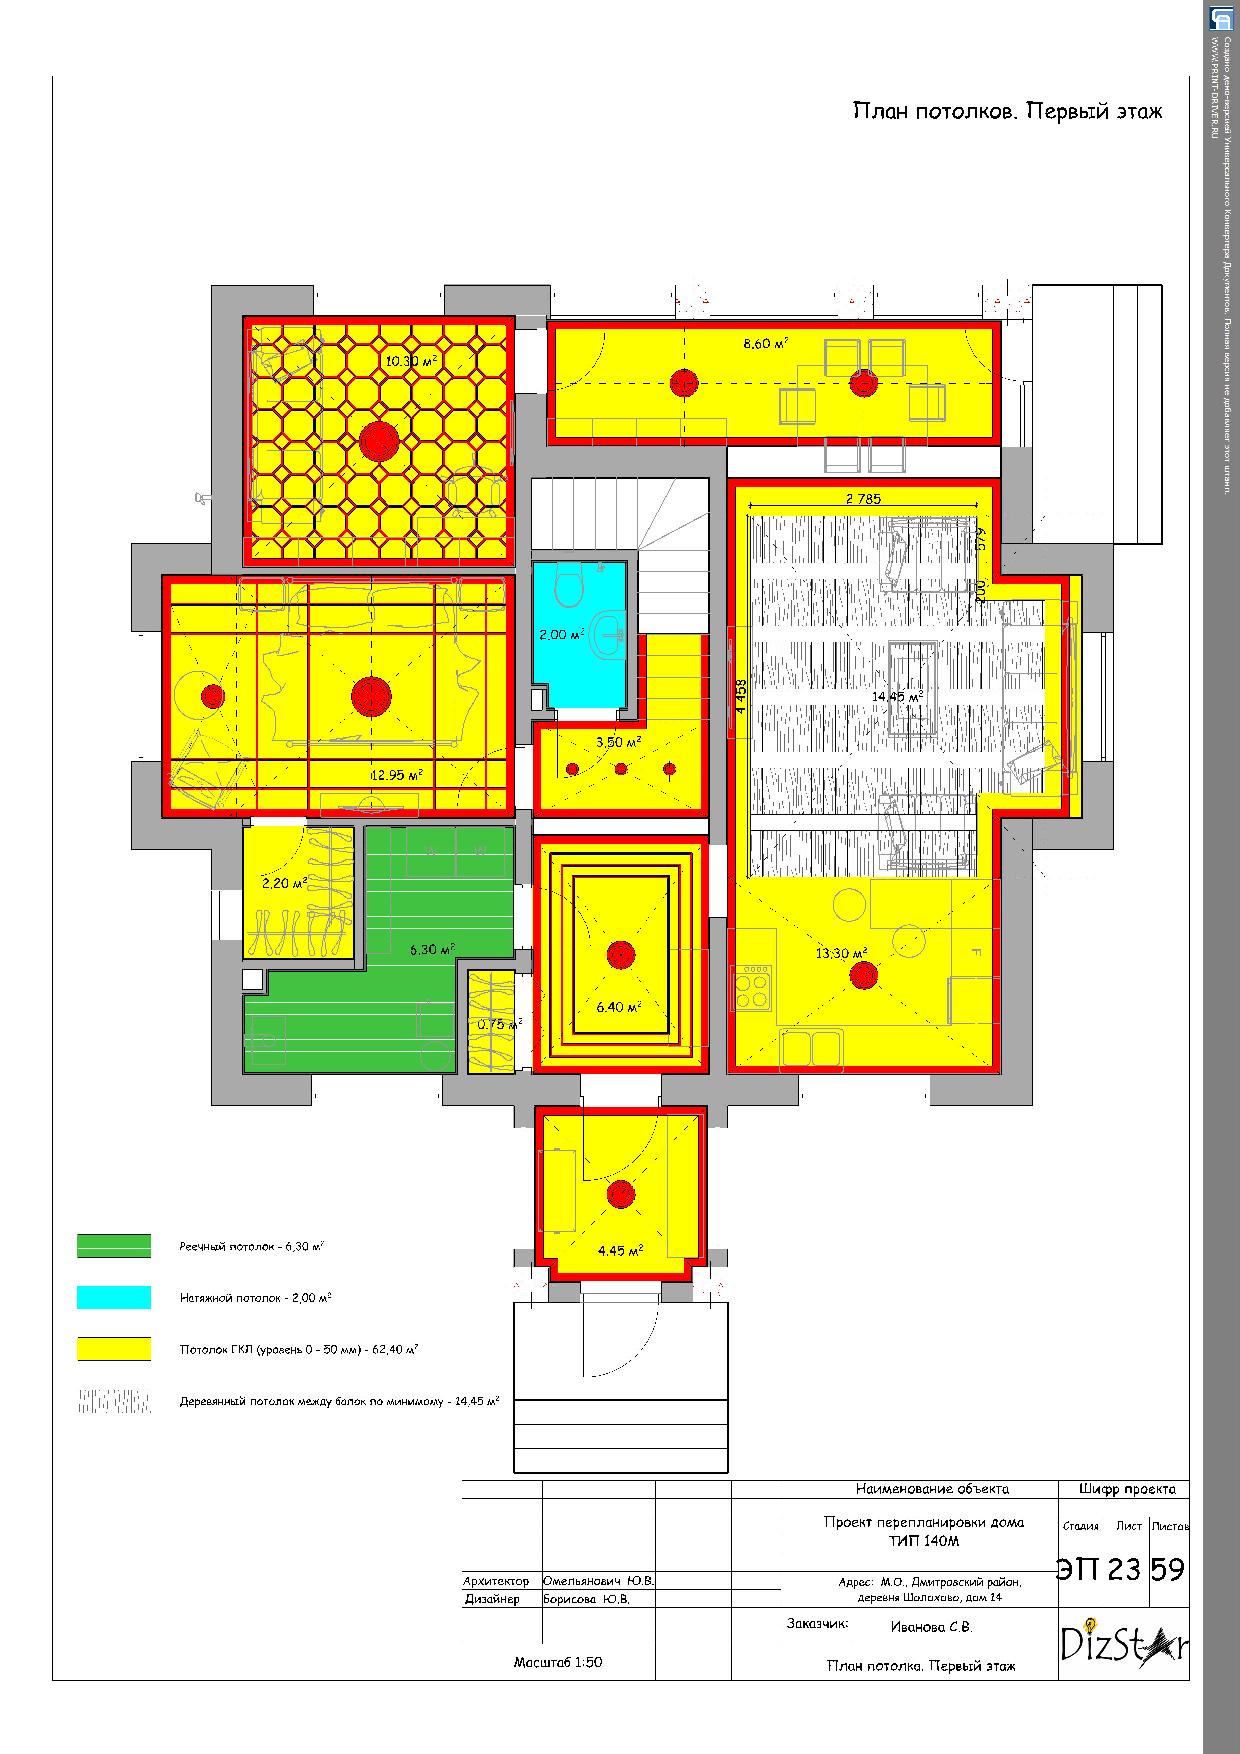 Создано демо-версией Универсального Конвертера Документов. Полная версия не добавляет этот штамп.
WWW.PRINT-DRIVER.RU
План потолков. Первый этаж
10.30 м²
8,60 м²
2 785
579
200
2,00 м²
4 458
14,45 м²
3,50 м²
12.95 м²
2,20 м²
6.30 м²
13,30 м²
6.40 м²
0.75 м²
4.45 м²
Реечный потолок - 6,30 м²
Натяжной потолок - 2,00 м²
Потолок ГКЛ (уровень 0 - 50 мм) - 62,40 м²
Деревянный потолок между балок по минимому - 14,45 м²
Наименование объекта
Шифр проекта
Проект перепланировки дома
ТИП 140М
Стадия Лист Листов
ЭП 23 59
Архитектор Омельянович Ю.В.
Дизайнер Борисова Ю.В.
Адрес: М.О., Дмитровский район,
деревня Шолохово, дом 14
Заказчик: Иванова С.В.
Масштаб 1:50
План потолка. Первый этаж
DizStar